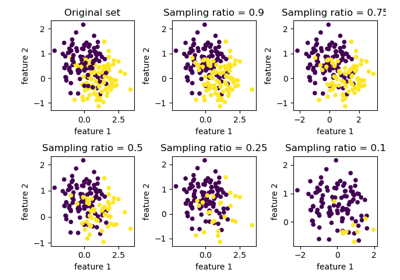 Original set
Sampling ratio = 0.9
Sampling ratio = 0.75
feature 2
2
1
0
−1
0.0
2.5
feature 1
feature 2
2
1
0
−1
0.0
2.5
feature 1
feature 2
2
1
0
−1
−2
0
2
feature 1
Sampling ratio = 0.5
Sampling ratio = 0.25
Sampling ratio = 0.1
feature 2
2
1
0
−1
0.0
2.5
feature 1
feature 2
2
1
0
−1
0.0
2.5
feature 1
feature 2
2
1
0
−2
0
2
feature 1